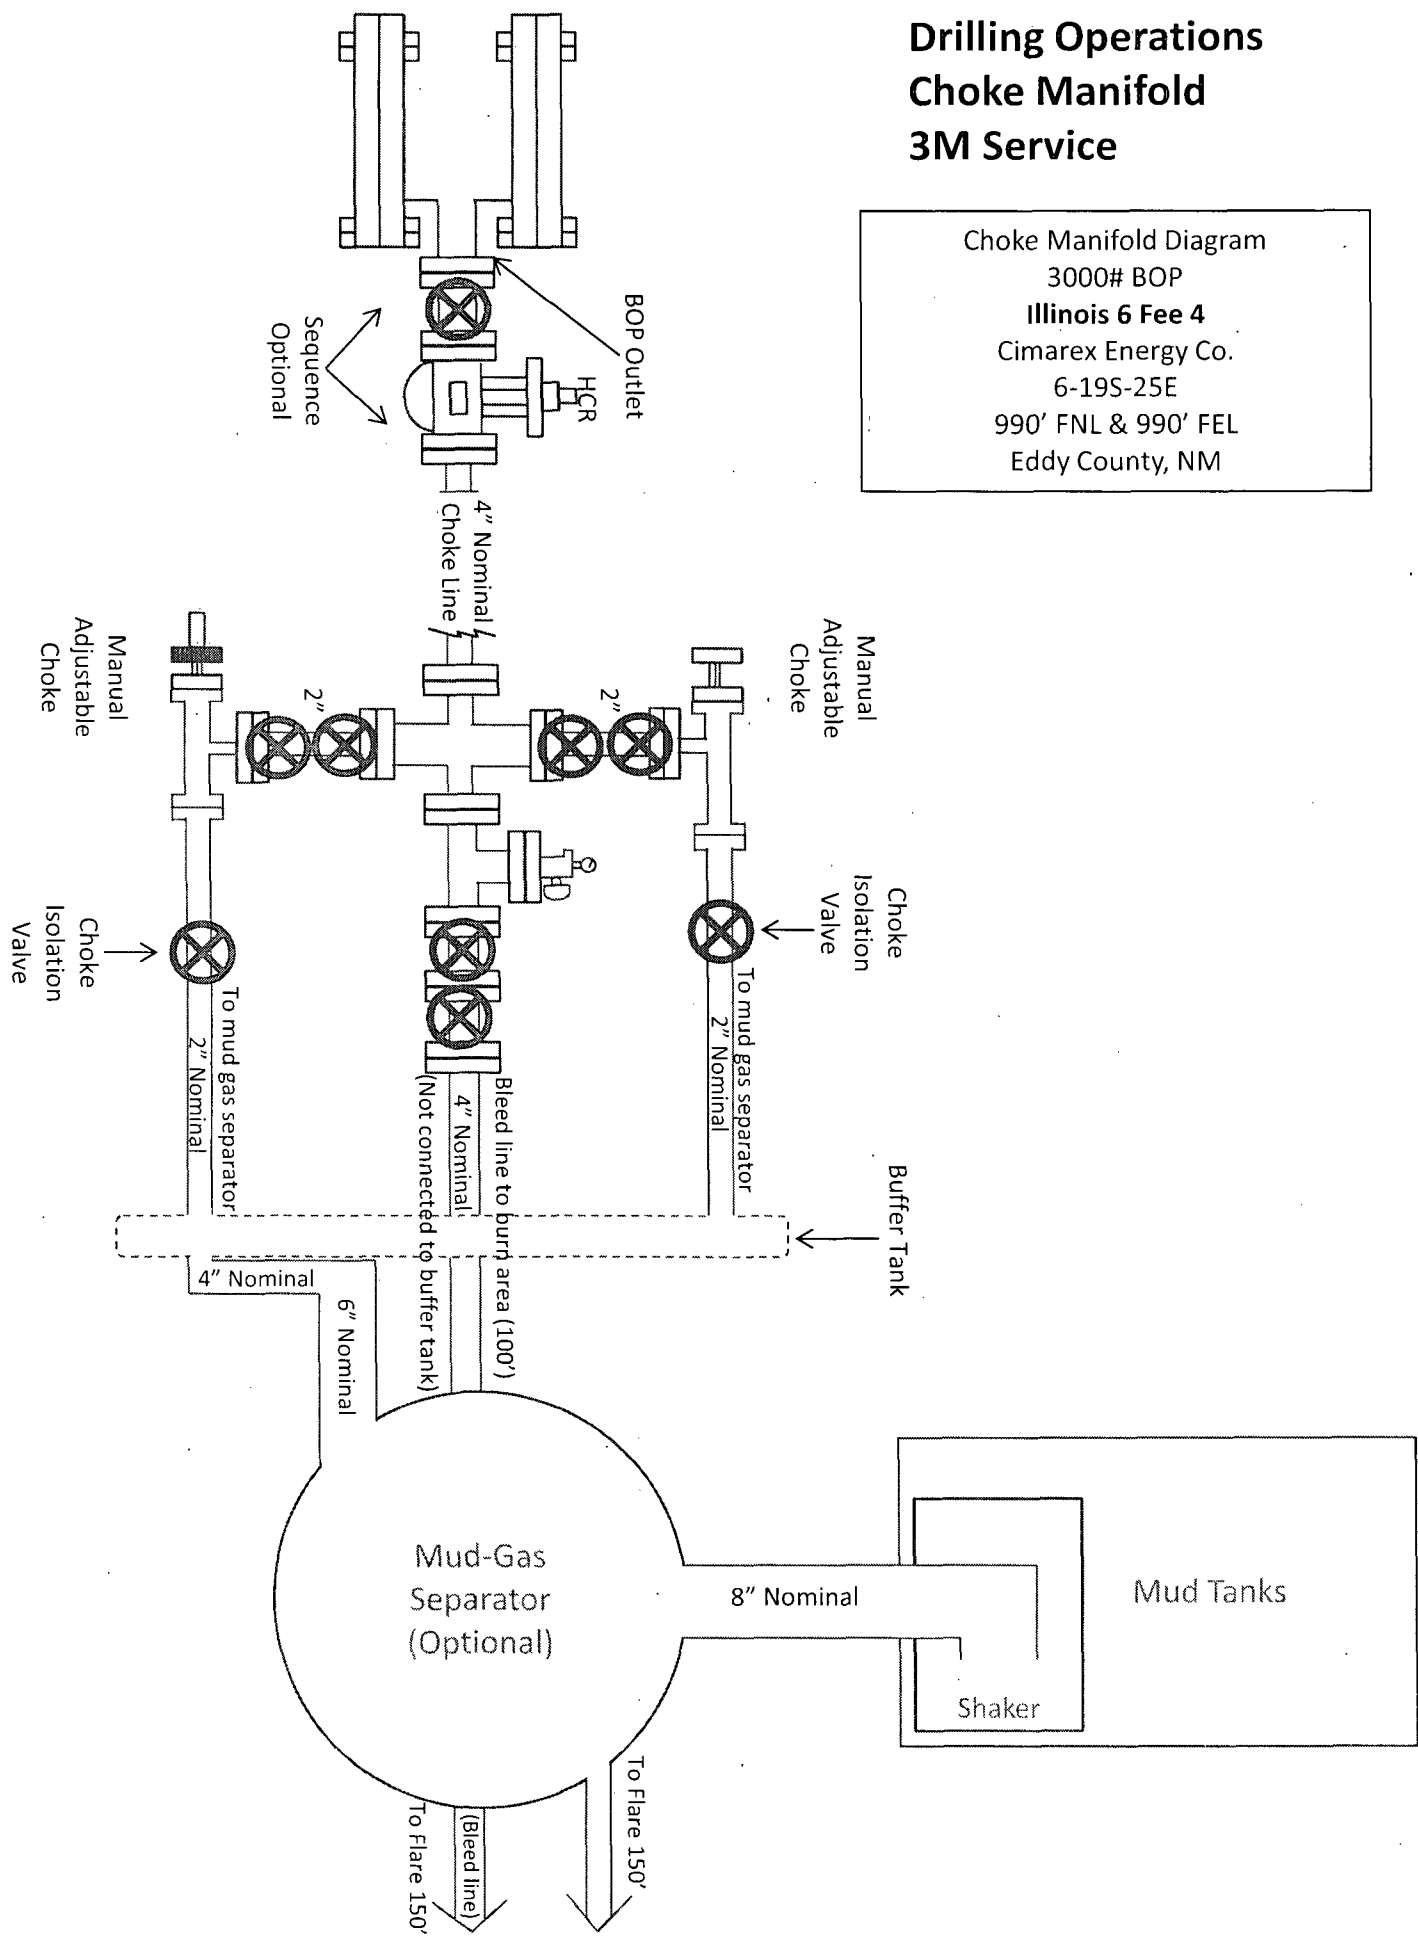 Drilling Operations
Choke Manifold
3M Service
Choke Manifold Diagram
3000# BOP
Illinois 6 Fee 4
Cimarex Energy Co.
6-19S-25E
990’ FNL & 990’ FEL
Eddy County, NM
BOP Outlet
HCR
Sequence
Optional
4” Nominal
Choke Line
Manual
Adjustable
Choke
2”
2”
Manual
Adjustable
Choke
Choke
Isolation
Valve
Choke
Isolation
Valve
To mud gas separator
2” Nominal
Bleed line to burn area (100’)
4” Nominal
(Not connected to buffer tank)
To mud gas separator
2” Nominal
Buffer Tank
4” Nominal
6” Nominal
Mud-Gas
Separator
(Optional)
8” Nominal
Mud Tanks
Shaker
To Flare 150’
(Bleed line)
To Flare 150’